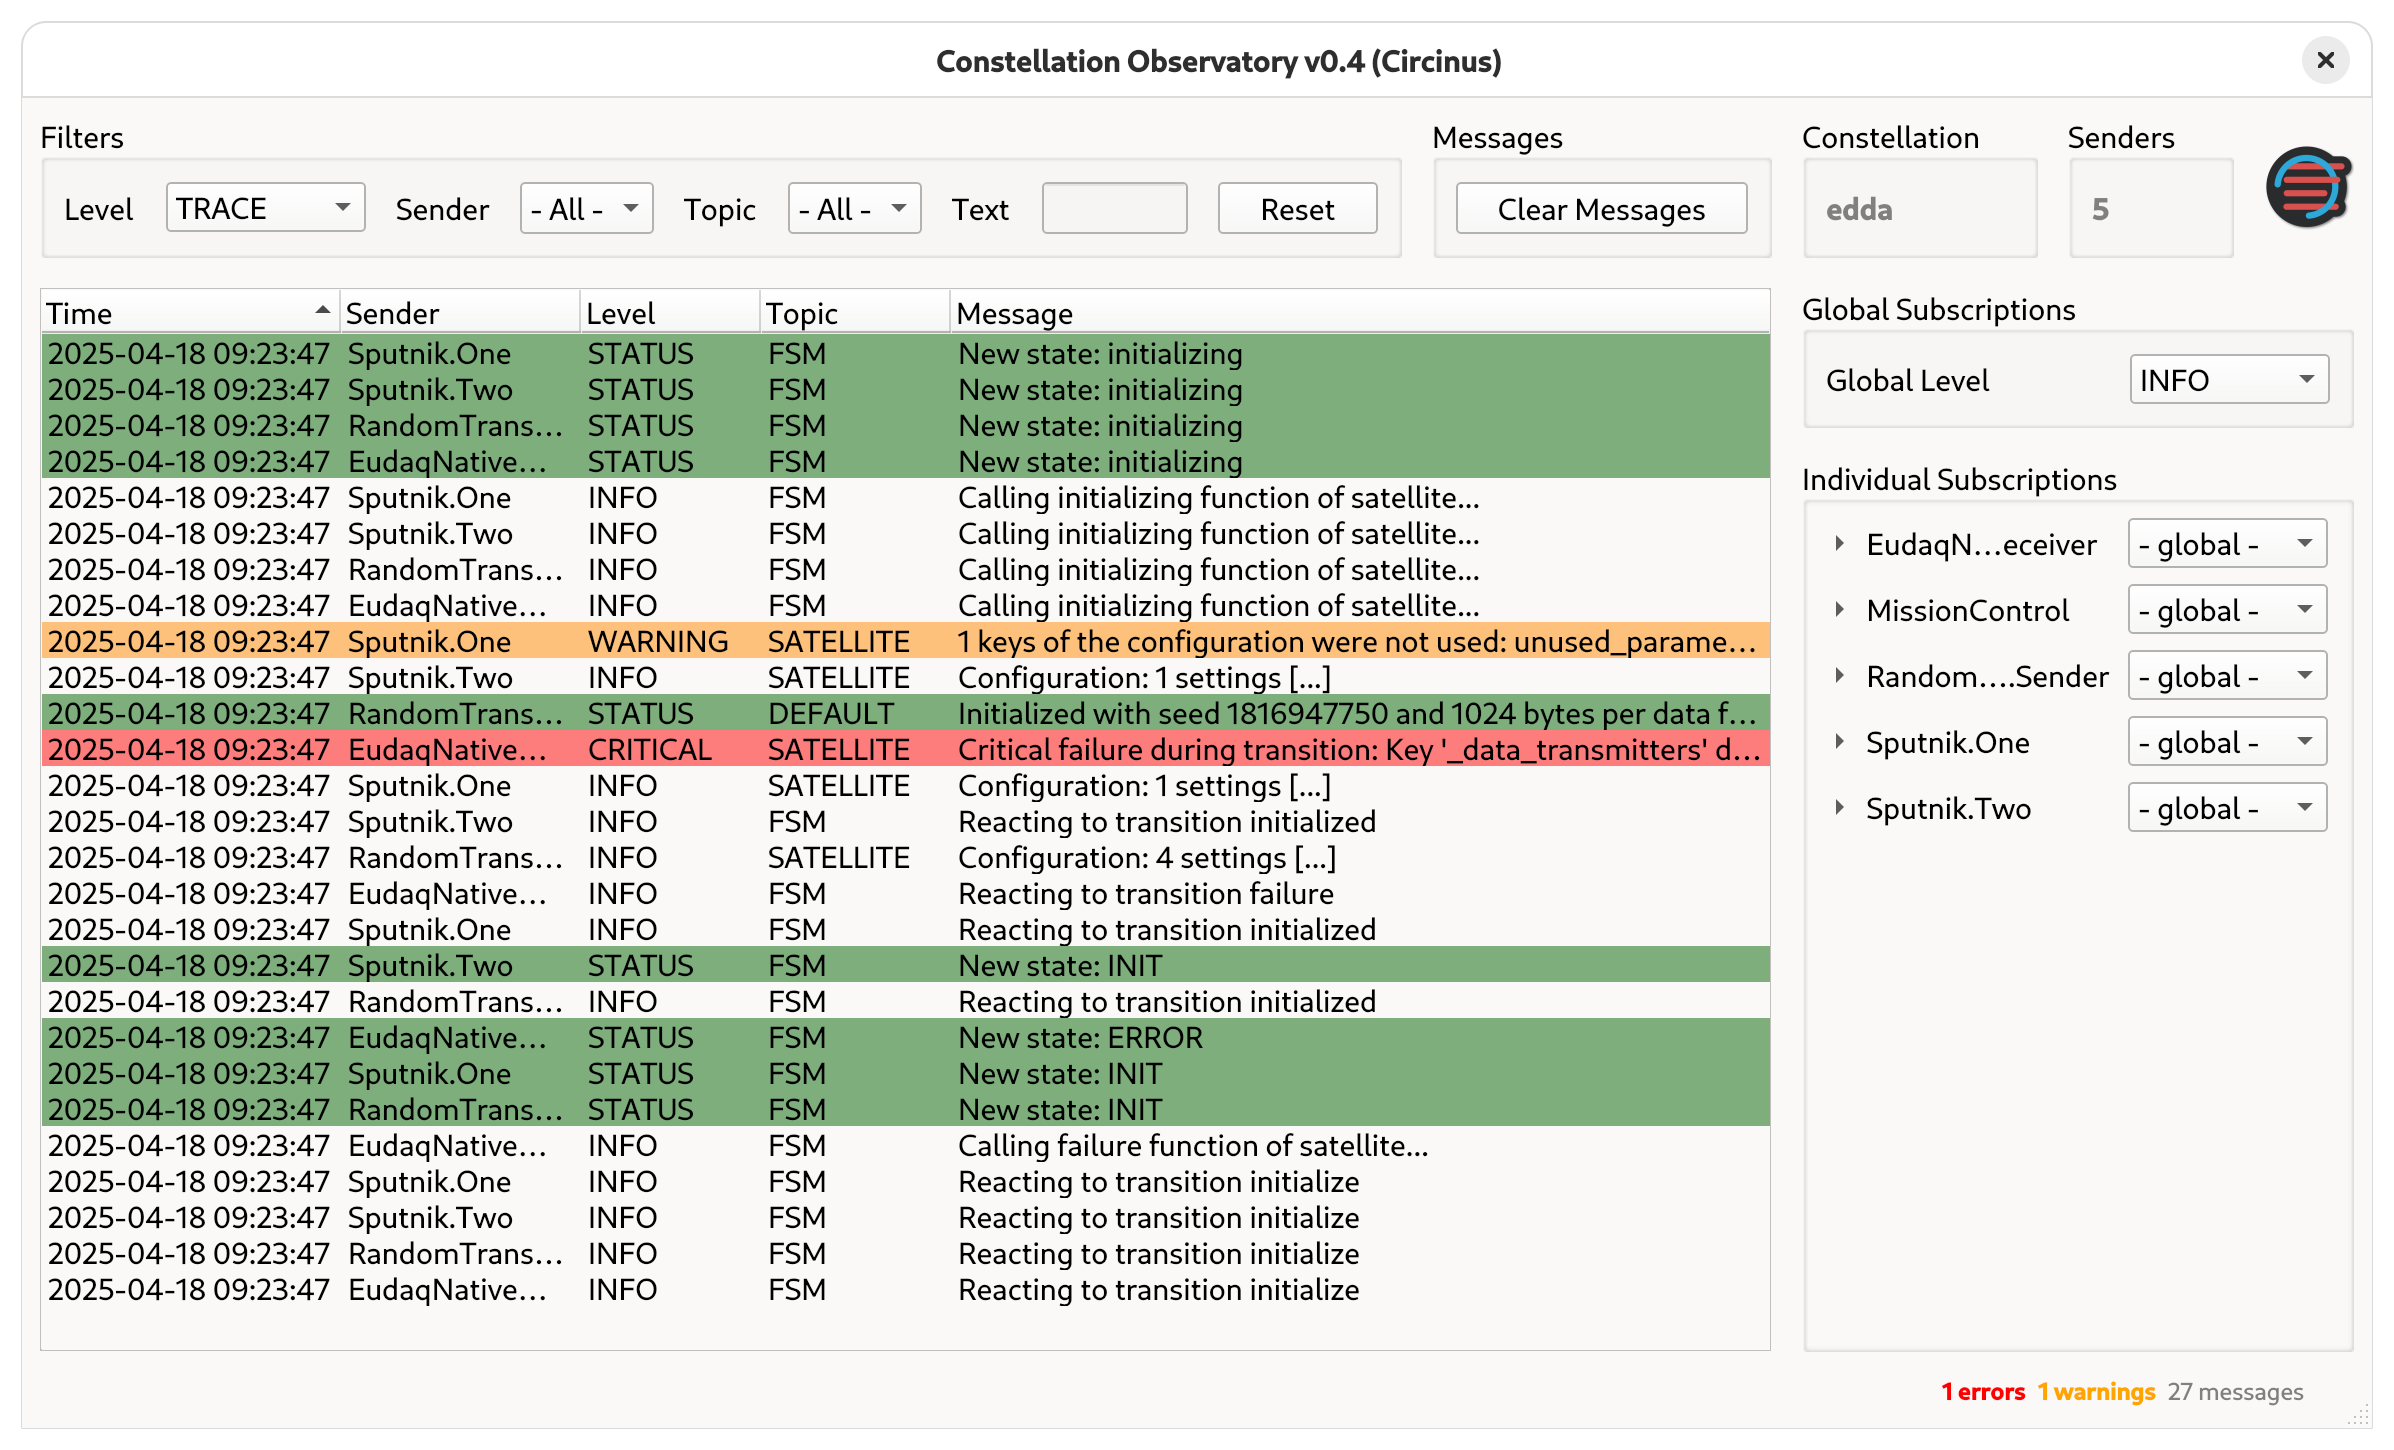 Constellation Observatory v0.4 (Circinus)
Filters
Messages
Constellation
Senders
Level TRACE Sender - All - Topic - All - Text Reset
Clear Messages
edda
5
Time Sender Level Topic Message
2025-04-18 09:23:47 Sputnik.One STATUS FSM New state: initializing
2025-04-18 09:23:47 Sputnik.Two STATUS FSM New state: initializing
2025-04-18 09:23:47 RandomTrans... STATUS FSM New state: initializing
2025-04-18 09:23:47 EudaqNative... STATUS FSM New state: initializing
2025-04-18 09:23:47 Sputnik.One INFO FSM Calling initializing function of satellite...
2025-04-18 09:23:47 Sputnik.Two INFO FSM Calling initializing function of satellite...
2025-04-18 09:23:47 RandomTrans... INFO FSM Calling initializing function of satellite...
2025-04-18 09:23:47 EudaqNative... INFO FSM Calling initializing function of satellite...
2025-04-18 09:23:47 Sputnik.One WARNING SATELLITE 1 keys of the configuration were not used: unused_parame...
2025-04-18 09:23:47 Sputnik.Two INFO SATELLITE Configuration: 1 settings [...]
2025-04-18 09:23:47 RandomTrans... STATUS DEFAULT Initialized with seed 1816947750 and 1024 bytes per data f...
2025-04-18 09:23:47 EudaqNative... CRITICAL SATELLITE Critical failure during transition: Key '_data_transmitters' d...
2025-04-18 09:23:47 Sputnik.One INFO SATELLITE Configuration: 1 settings [...]
2025-04-18 09:23:47 Sputnik.Two INFO FSM Reacting to transition initialized
2025-04-18 09:23:47 RandomTrans... INFO SATELLITE Configuration: 4 settings [...]
2025-04-18 09:23:47 EudaqNative... INFO FSM Reacting to transition failure
2025-04-18 09:23:47 Sputnik.One INFO FSM Reacting to transition initialized
2025-04-18 09:23:47 Sputnik.Two STATUS FSM New state: INIT
2025-04-18 09:23:47 RandomTrans... INFO FSM Reacting to transition initialized
2025-04-18 09:23:47 EudaqNative... STATUS FSM New state: ERROR
2025-04-18 09:23:47 Sputnik.One STATUS FSM New state: INIT
2025-04-18 09:23:47 RandomTrans... STATUS FSM New state: INIT
2025-04-18 09:23:47 EudaqNative... INFO FSM Calling failure function of satellite...
2025-04-18 09:23:47 Sputnik.One INFO FSM Reacting to transition initialize
2025-04-18 09:23:47 Sputnik.Two INFO FSM Reacting to transition initialize
2025-04-18 09:23:47 RandomTrans... INFO FSM Reacting to transition initialize
2025-04-18 09:23:47 EudaqNative... INFO FSM Reacting to transition initialize
Global Subscriptions
Global Level INFO
Individual Subscriptions
EudaqN...eceiver - global -
MissionControl - global -
Random....Sender - global -
Sputnik.One - global -
Sputnik.Two - global -
1 errors 1 warnings 27 messages